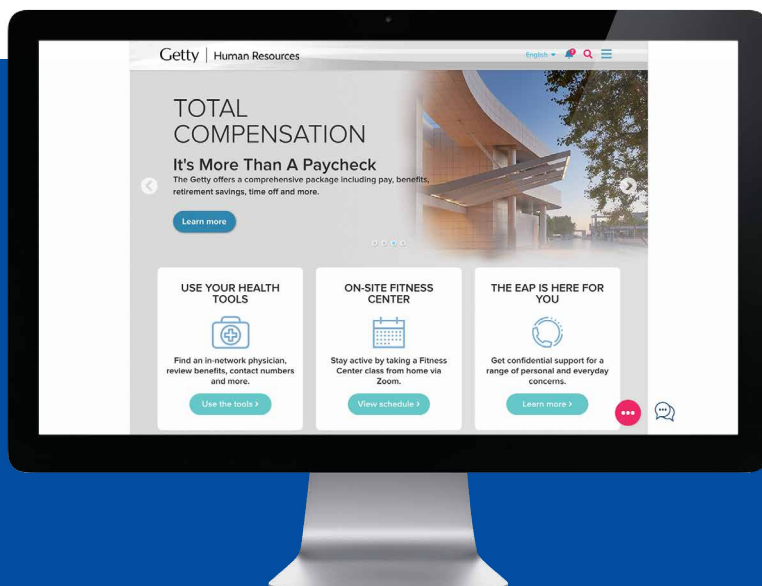 Getty | Human Resources
English
TOTAL
COMPENSATION
It's More Than A Paycheck
The Getty offers a comprehensive package including pay, benefits,
retirement savings, time off and more.
Learn more
USE YOUR HEALTH
TOOLS
Find an in-network physician,
review benefits, contact numbers
and more.
Use the tools >
ON-SITE FITNESS
CENTER
Stay active by taking a Fitness
Center class from home via
Zoom.
View schedule >
THE EAP IS HERE FOR
YOU
Get confidential support for a
range of personal and everyday
concerns.
Learn more >